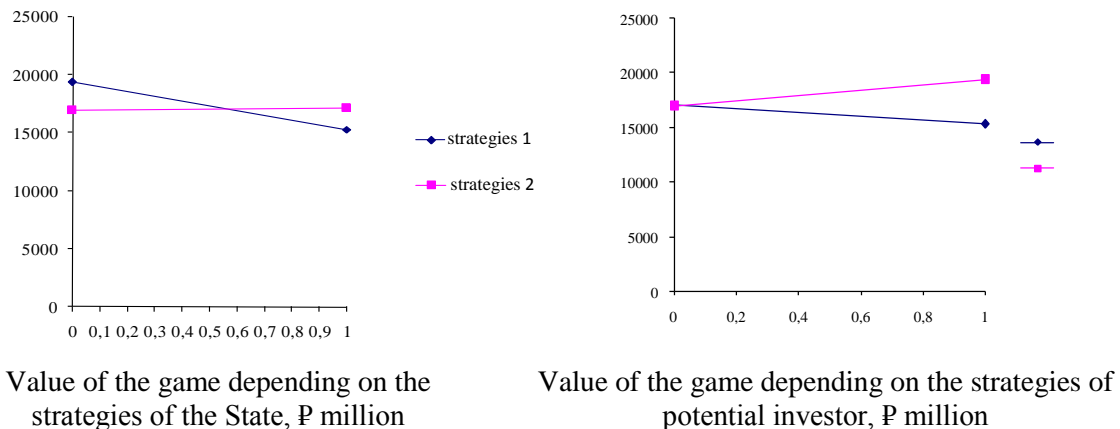 25000
20000
15000
10000
5000
0
0 0,1 0,2 0,3 0,4 0,5 0,6 0,7 0,8 0,9 1
strategies 1
strategies 2
Value of the game depending on the
strategies of the State, ₽ million
25000
20000
15000
10000
5000
0
0 0,2 0,4 0,6 0,8 1
Value of the game depending on the strategies of
potential investor, ₽ million